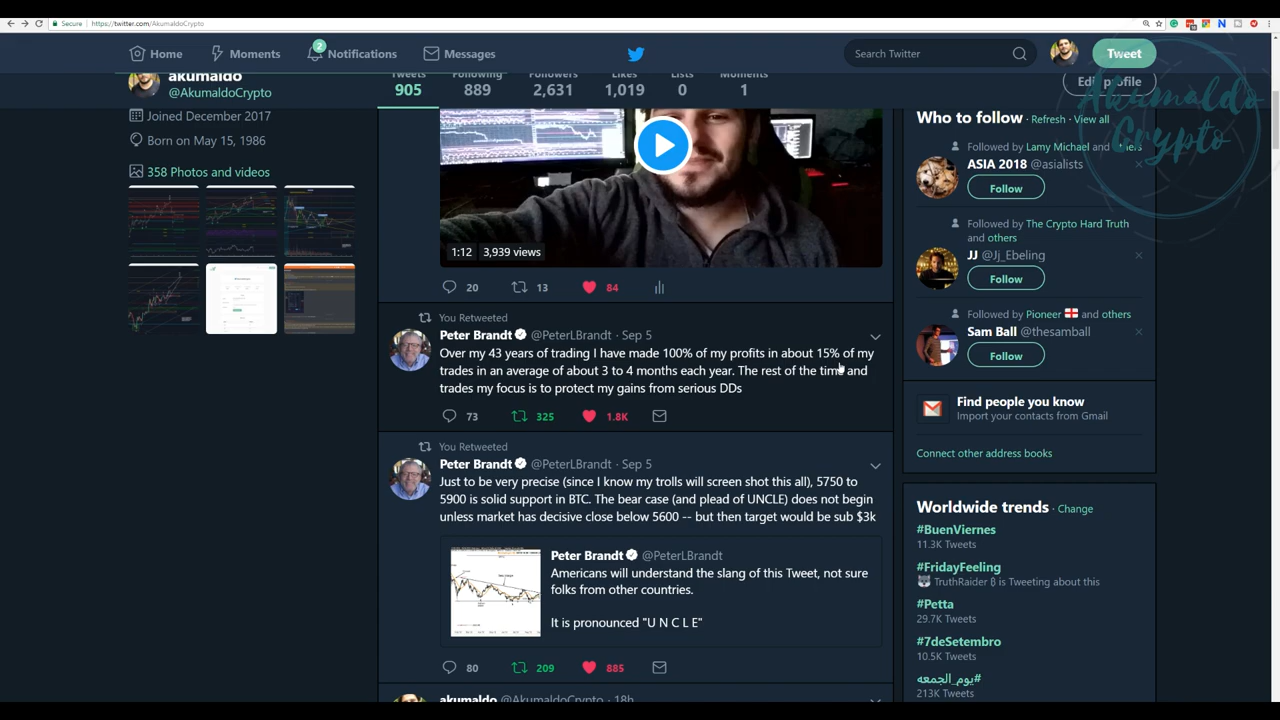 Secure
https://twitter.com/AkumaldoCrypto
Home
Moments
2
Notifications
Messages
Search Twitter
Tweet
akumaldo
@AkumaldoCrypto
Tweets
905
Following
889
Followers
2,631
Likes
1,019
Lists
0
Moments
1
Edit profile
Akumaldo
Crypto
Joined December 2017
Born on May 15, 1986
358 Photos and videos
1:12
3,939 views
20
13
84
You Retweeted
Peter Brandt @PeterLBrandt · Sep 5
Over my 43 years of trading I have made 100% of my profits in about 15% of my
trades in an average of about 3 to 4 months each year. The rest of the time and
trades my focus is to protect my gains from serious DDs
73
325
1.8K
You Retweeted
Peter Brandt @PeterLBrandt · Sep 5
Just to be very precise (since I know my trolls will screen shot this all), 5750 to
5900 is solid support in BTC. The bear case (and plead of UNCLE) does not begin
unless market has decisive close below 5600 -- but then target would be sub $3k
Peter Brandt @PeterLBrandt
Americans will understand the slang of this Tweet, not sure
folks from other countries.
It is pronounced "U N C L E"
80
209
885
akumaldo @AkumaldoCrypto · 18h
Who to follow · Refresh · View all
Followed by Lamy Michael and others
ASIA 2018 @asialists
Follow
Followed by The Crypto Hard Truth
and others
JJ @Jj_Ebeling
Follow
Followed by Pioneer and others
Sam Ball @thesamball
Follow
Find people you know
Import your contacts from Gmail
Connect other address books
Worldwide trends · Change
#BuenViernes
11.3K Tweets
#FridayFeeling
TruthRaider ₿ is Tweeting about this
#Petta
29.7K Tweets
#7deSetembro
10.5K Tweets
#يوم_الجمعه
213K Tweets